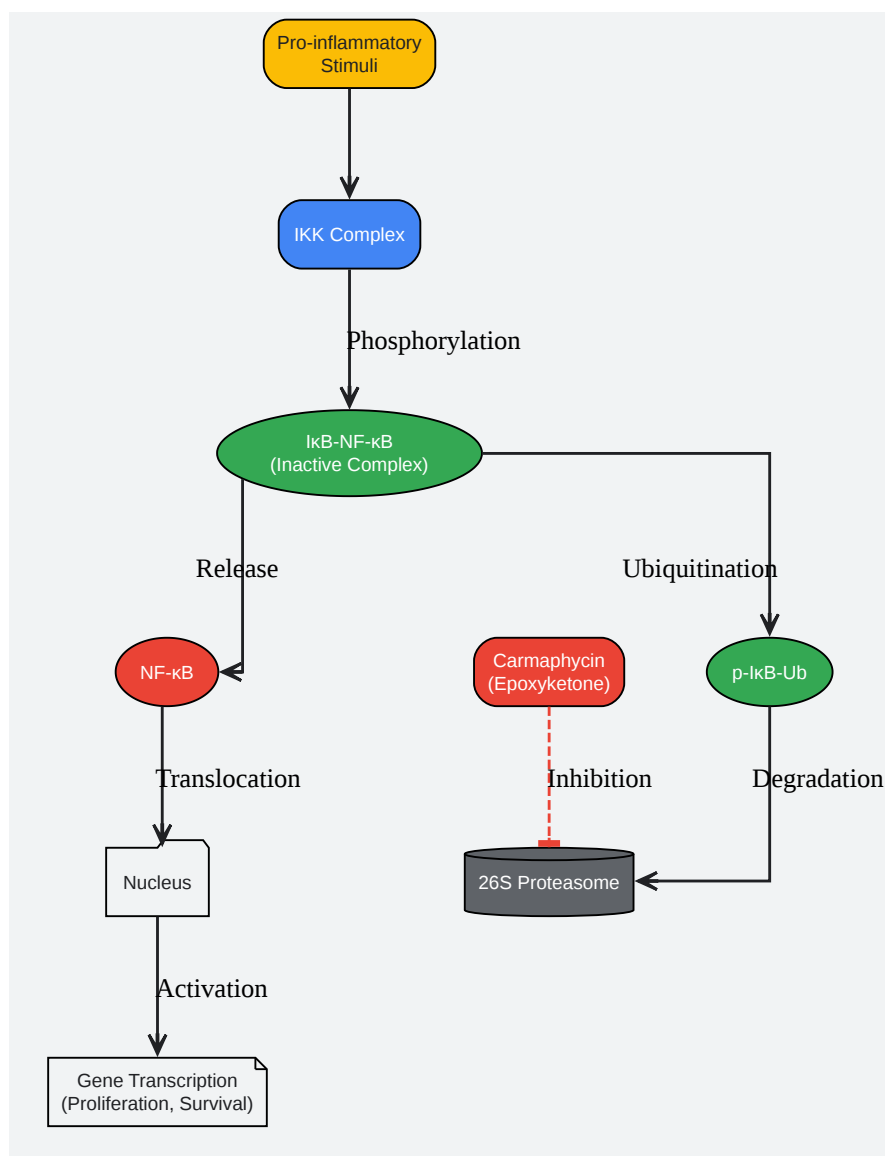 Pro-inflammatory
Stimuli
IKK Complex
Phosphorylation
IκB-NF-κB
(Inactive Complex)
Release
Ubiquitination
NF-κB
Carmaphycin
(Epoxyketone)
p-IκB-Ub
Translocation
Inhibition
Degradation
Nucleus
26S Proteasome
Activation
Gene Transcription
(Proliferation, Survival)